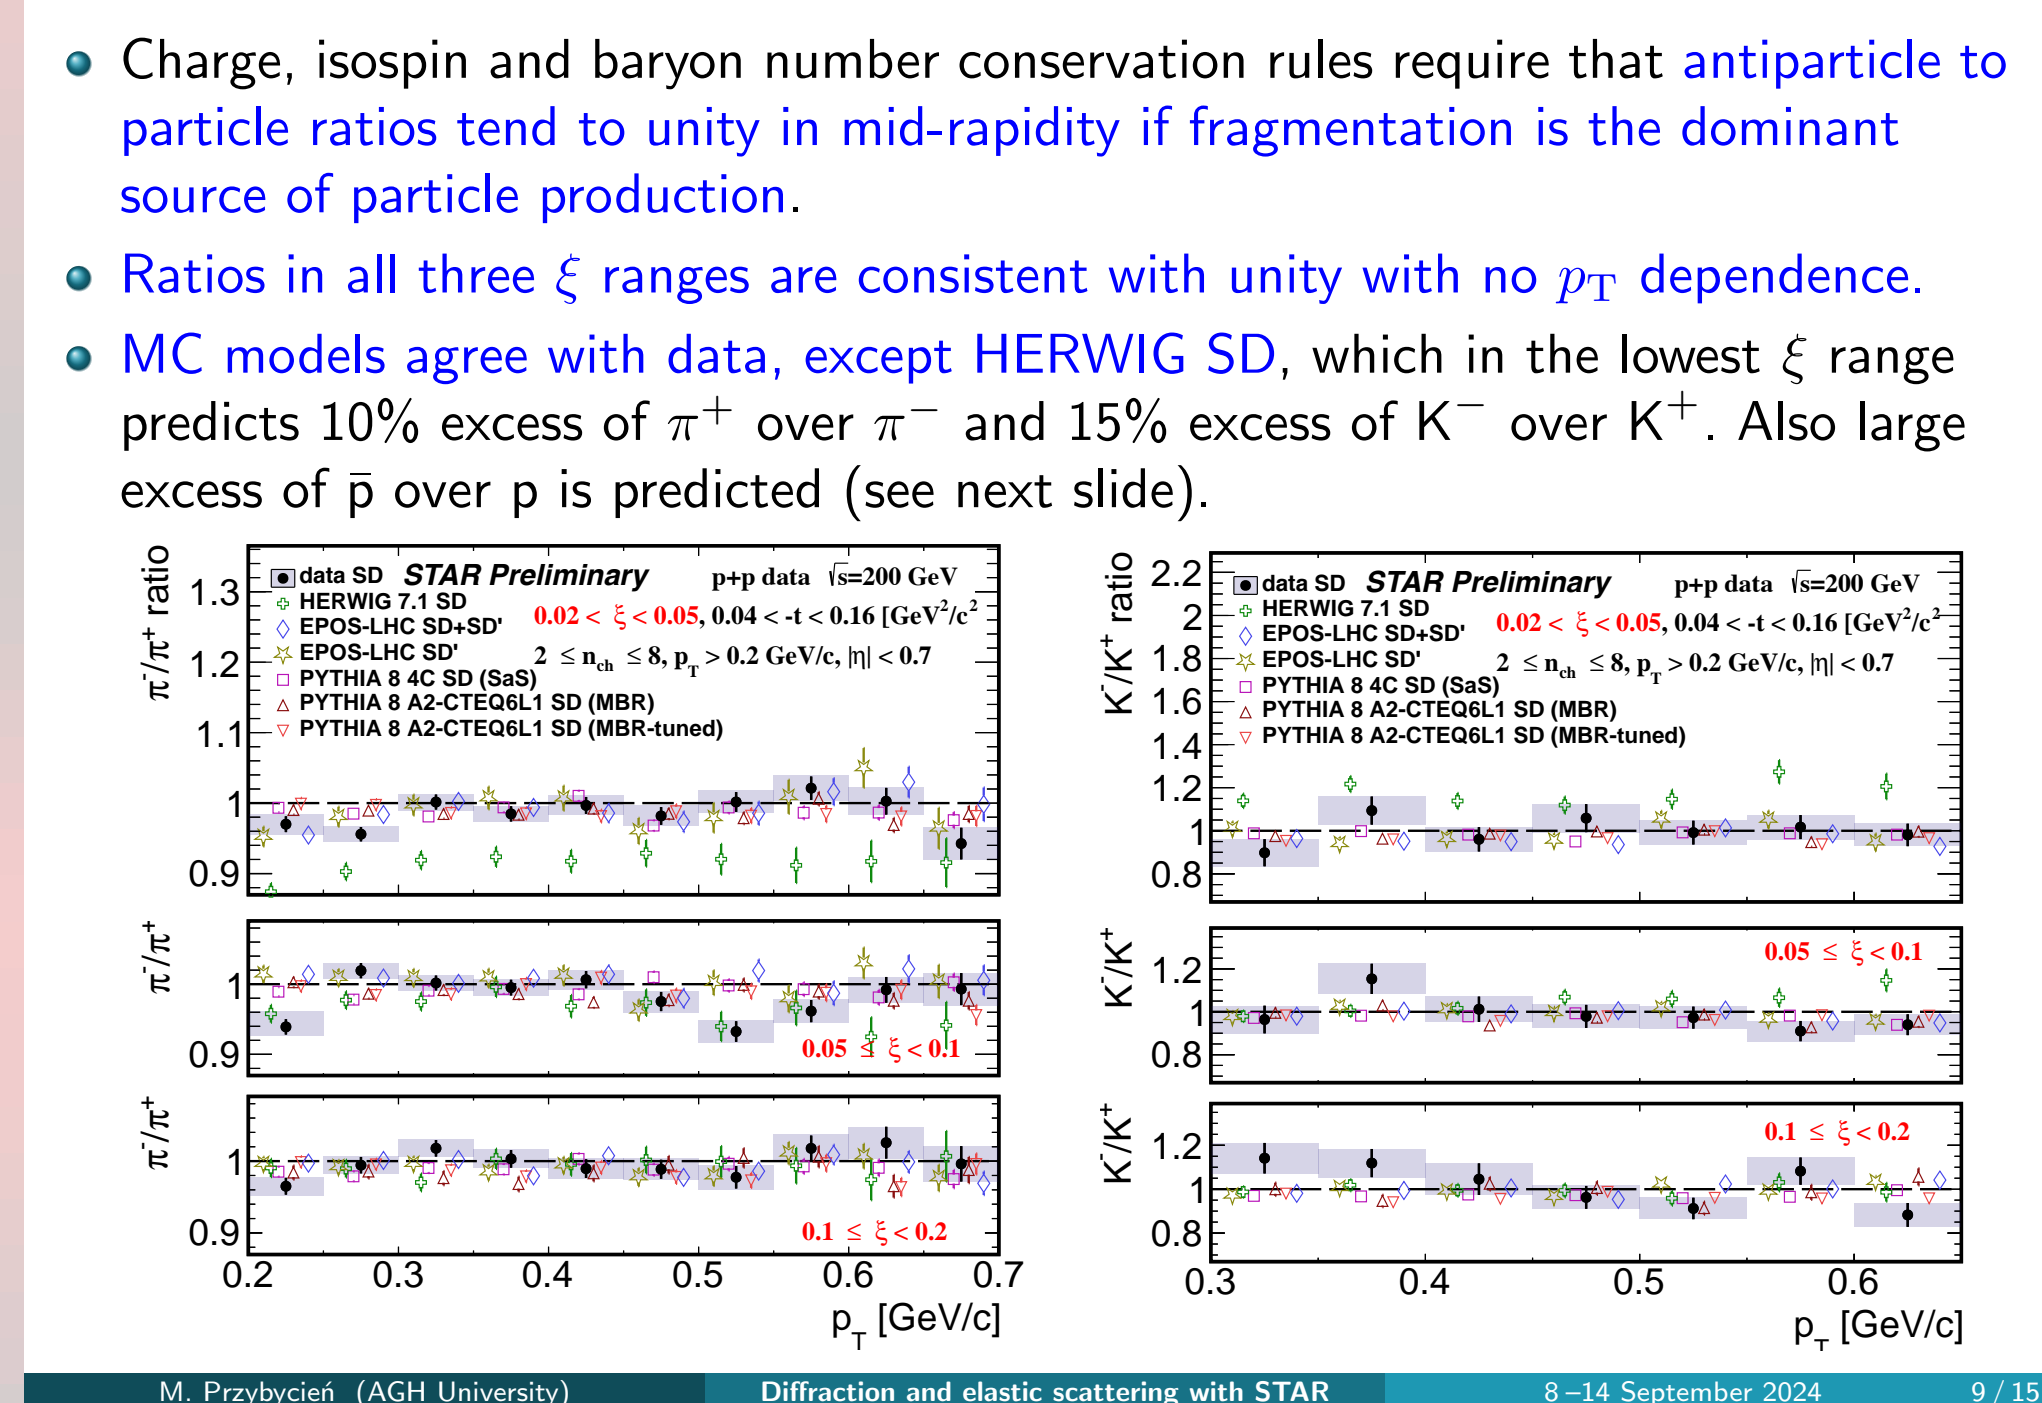 Charge, isospin and baryon number conservation rules require that antiparticle to
particle ratios tend to unity in mid-rapidity if fragmentation is the dominant
source of particle production.
Ratios in all three ξ ranges are consistent with unity with no p_T dependence.
MC models agree with data, except HERWIG SD, which in the lowest ξ range
predicts 10% excess of π⁺ over π⁻ and 15% excess of K⁻ over K⁺. Also large
excess of p̄ over p is predicted (see next slide).
π⁻/π⁺ ratio
1.3
1.2
1.1
1
0.9
data SD STAR Preliminary p+p data √s=200 GeV
HERWIG 7.1 SD
0.02 < ξ < 0.05, 0.04 < -t < 0.16 [GeV²/c²
EPOS-LHC SD+SD'
EPOS-LHC SD' 2 ≤ n_ch ≤ 8, p_T > 0.2 GeV/c, |η| < 0.7
PYTHIA 8 4C SD (SaS)
PYTHIA 8 A2-CTEQ6L1 SD (MBR)
PYTHIA 8 A2-CTEQ6L1 SD (MBR-tuned)
π⁻/π⁺
1
0.9
0.05 ≤ ξ < 0.1
π⁻/π⁺
1
0.9
0.1 ≤ ξ < 0.2
0.2 0.3 0.4 0.5 0.6 0.7
p_T [GeV/c]
K⁻/K⁺ ratio
2.2
2
1.8
1.6
1.4
1.2
1
0.8
data SD STAR Preliminary p+p data √s=200 GeV
HERWIG 7.1 SD
0.02 < ξ < 0.05, 0.04 < -t < 0.16 [GeV²/c²
EPOS-LHC SD+SD'
EPOS-LHC SD' 2 ≤ n_ch ≤ 8, p_T > 0.2 GeV/c, |η| < 0.7
PYTHIA 8 4C SD (SaS)
PYTHIA 8 A2-CTEQ6L1 SD (MBR)
PYTHIA 8 A2-CTEQ6L1 SD (MBR-tuned)
K⁻/K⁺
1.2
1
0.8
0.05 ≤ ξ < 0.1
K⁻/K⁺
1.2
1
0.8
0.1 ≤ ξ < 0.2
0.3 0.4 0.5 0.6
p_T [GeV/c]
M. Przybycień (AGH University) Diffraction and elastic scattering with STAR 8–14 September 2024 9 / 15